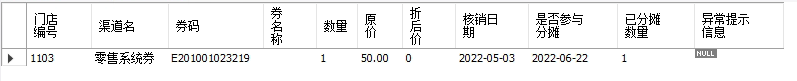 门店编号 渠道名 券码 券名称 数量 原价 折后价 核销日期 是否参与分摊 已分摊数量 异常提示信息
1103 零售系统券 E201001023219 1 50.00 0 2022-05-03 2022-06-22 1 NULL